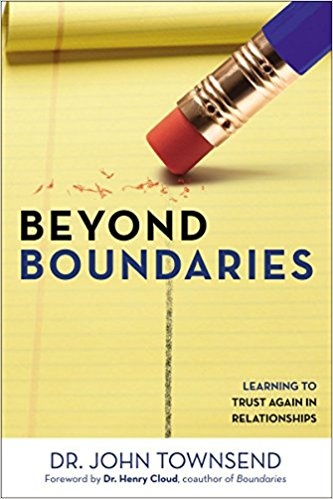 BEYOND
BOUNDARIES
LEARNING TO
TRUST AGAIN IN
RELATIONSHIPS
DR. JOHN TOWNSEND
Foreword by Dr. Henry Cloud, coauthor of Boundaries